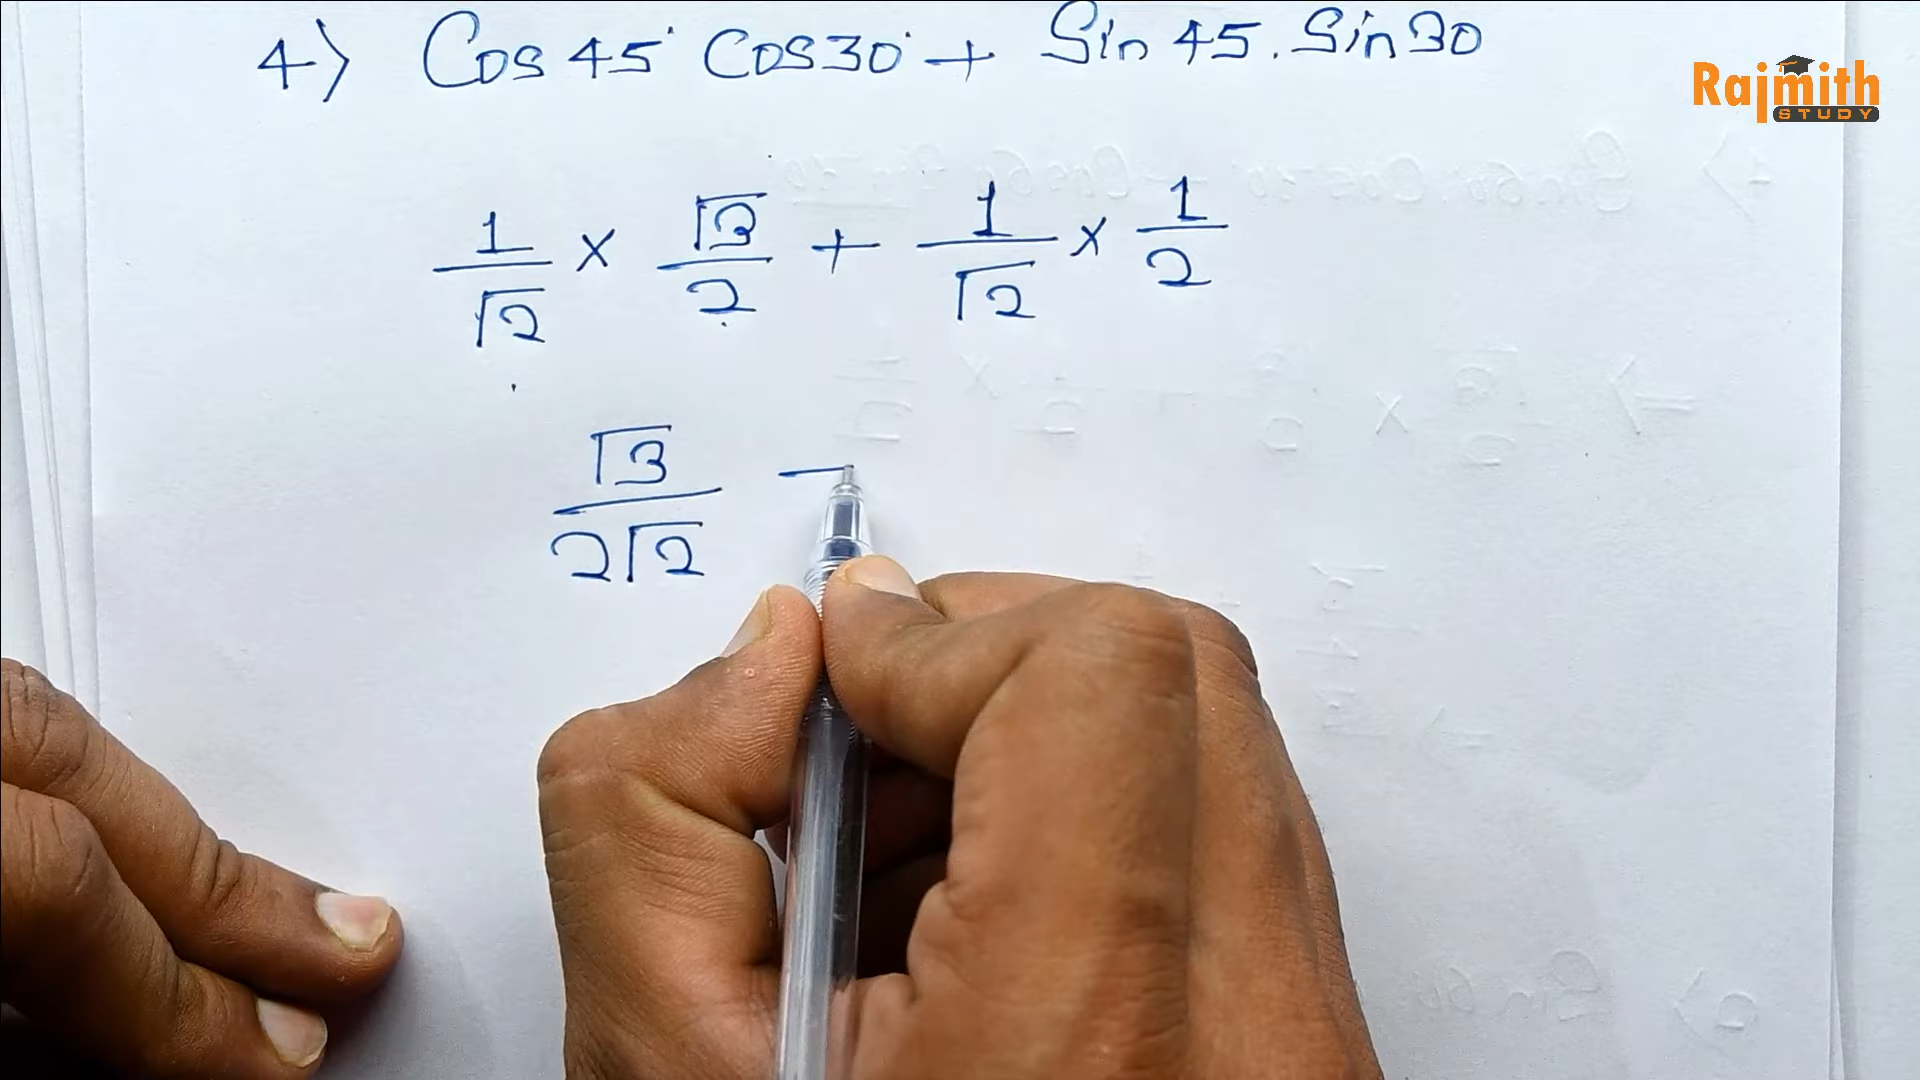 4) Cos 45° Cos 30° + Sin 45. Sin 30
Rajmith
STUDY
1/√2 × √3/2 + 1/√2 × 1/2
√3/2√2 —